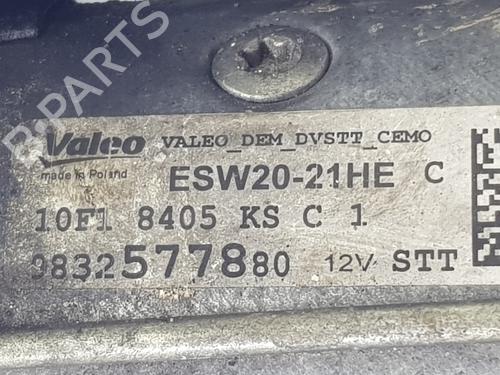 B-PARTS
Valeo VALEO_DEM_DVSTT_CEMO
made in Poland ESW20-21HE C
10F1 8405 KS C 1
9832577880 12V STT